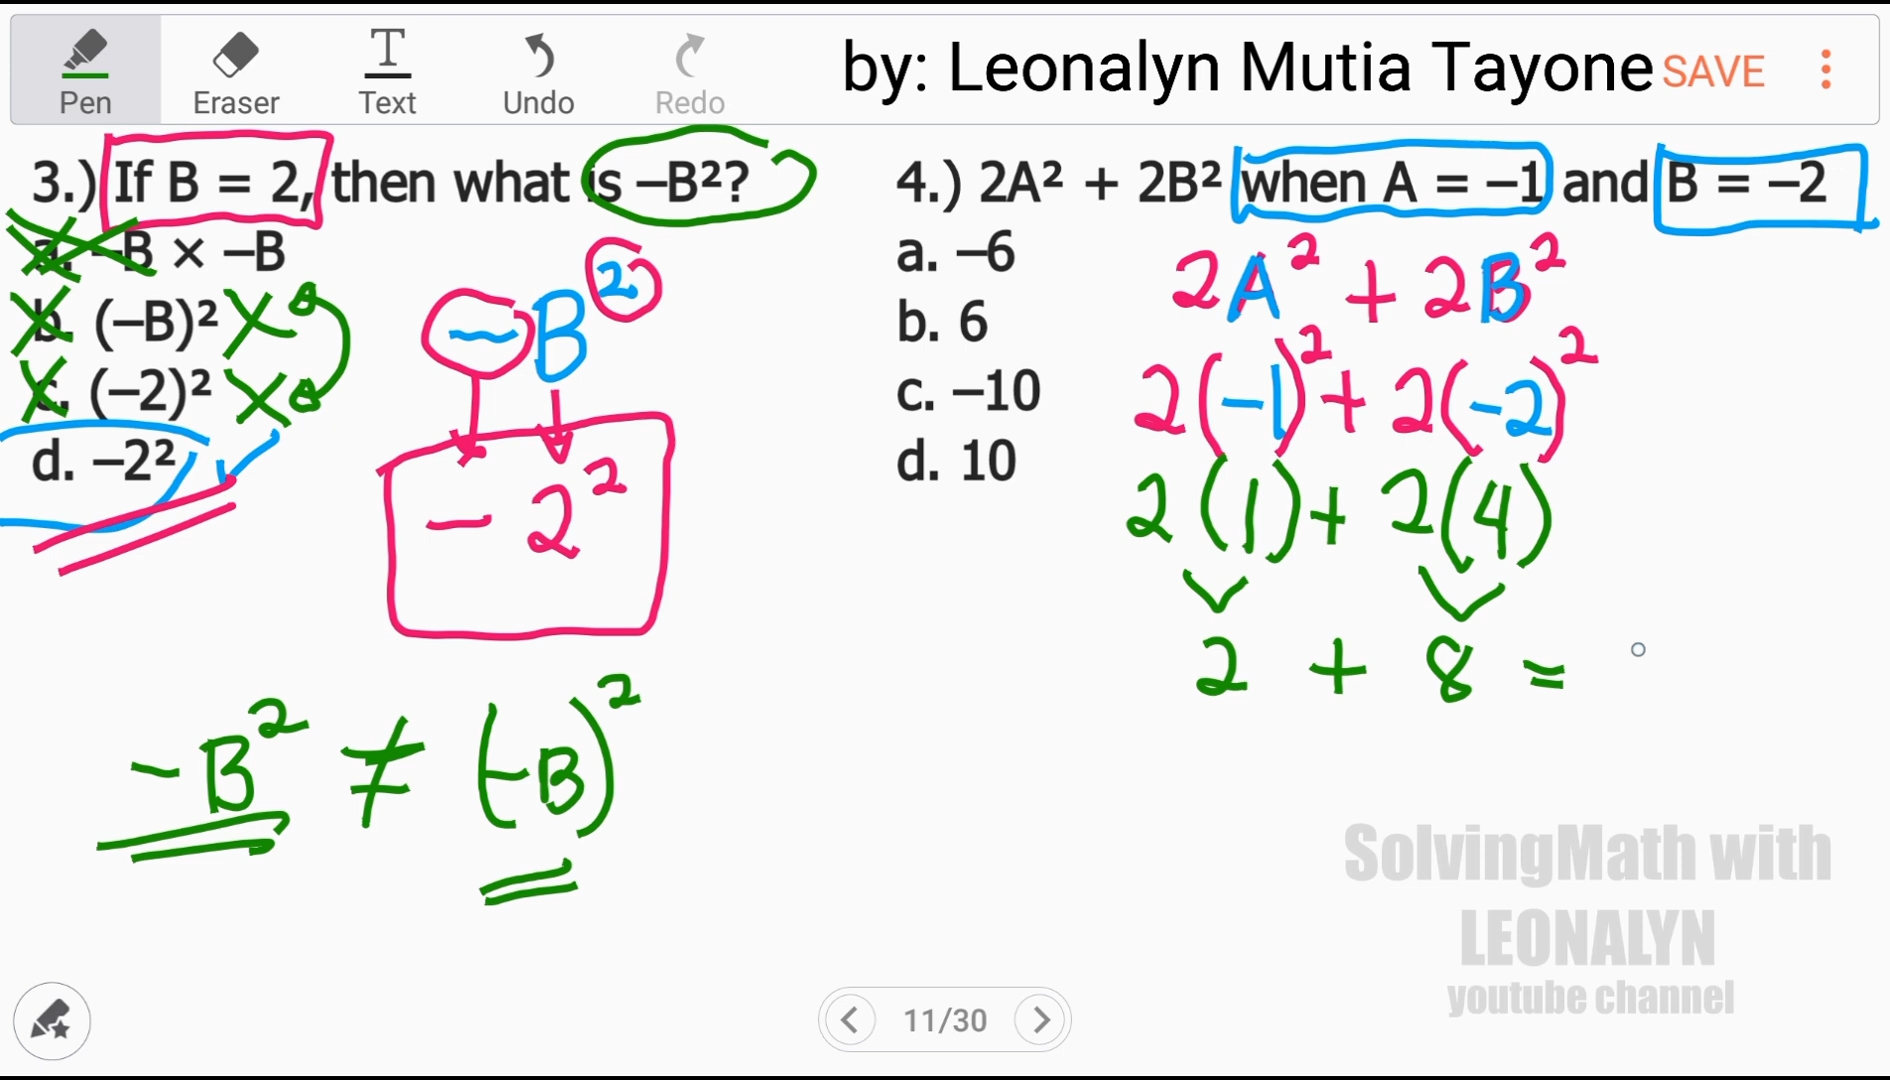 Pen
Eraser
Text
Undo
Redo
by: Leonalyn Mutia Tayone
SAVE
3.) If B = 2, then what is –B²?
a. –B × –B
b. (–B)²
c. (–2)²
d. –2²
–B²
– 2²
-B² ≠ (-B)²
4.) 2A² + 2B² when A = –1 and B = –2
a. –6
b. 6
c. –10
d. 10
2A² + 2B²
2(-1)² + 2(-2)²
2(1) + 2(4)
2 + 8 =
SolvingMath with
LEONALYN
youtube channel
11/30